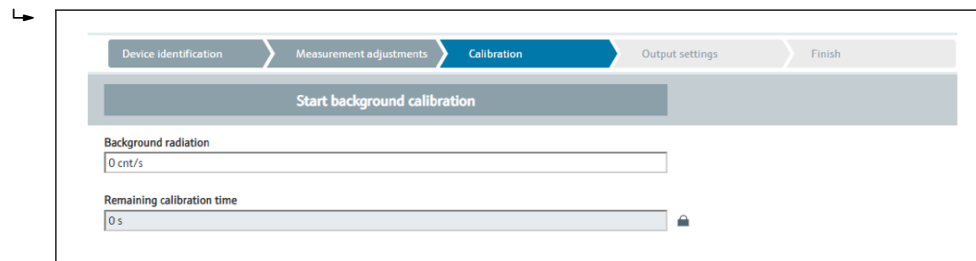 Device identification Measurement adjustments Calibration Output settings Finish
Start background calibration
Background radiation
0 cnt/s
Remaining calibration time
0 s